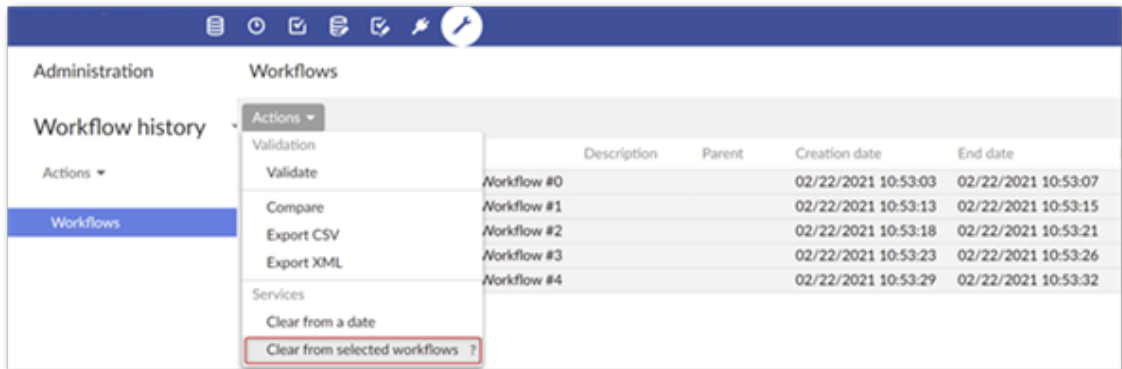 Administration
Workflows
Workflow history
Actions
Actions
Workflows
Validation
Validate
Compare
Export CSV
Export XML
Services
Clear from a date
Clear from selected workflows ?
Description Parent Creation date End date
Workflow #0 02/22/2021 10:53:03 02/22/2021 10:53:07
Workflow #1 02/22/2021 10:53:13 02/22/2021 10:53:15
Workflow #2 02/22/2021 10:53:18 02/22/2021 10:53:21
Workflow #3 02/22/2021 10:53:23 02/22/2021 10:53:26
Workflow #4 02/22/2021 10:53:29 02/22/2021 10:53:32